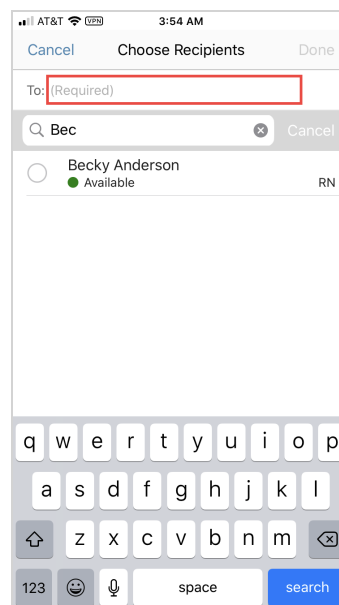 AT&T VPN 3:54 AM
Cancel Choose Recipients Done
To: (Required)
Bec Cancel
Becky Anderson
Available RN
q w e r t y u i o p
a s d f g h j k l
z x c v b n m
123 space search